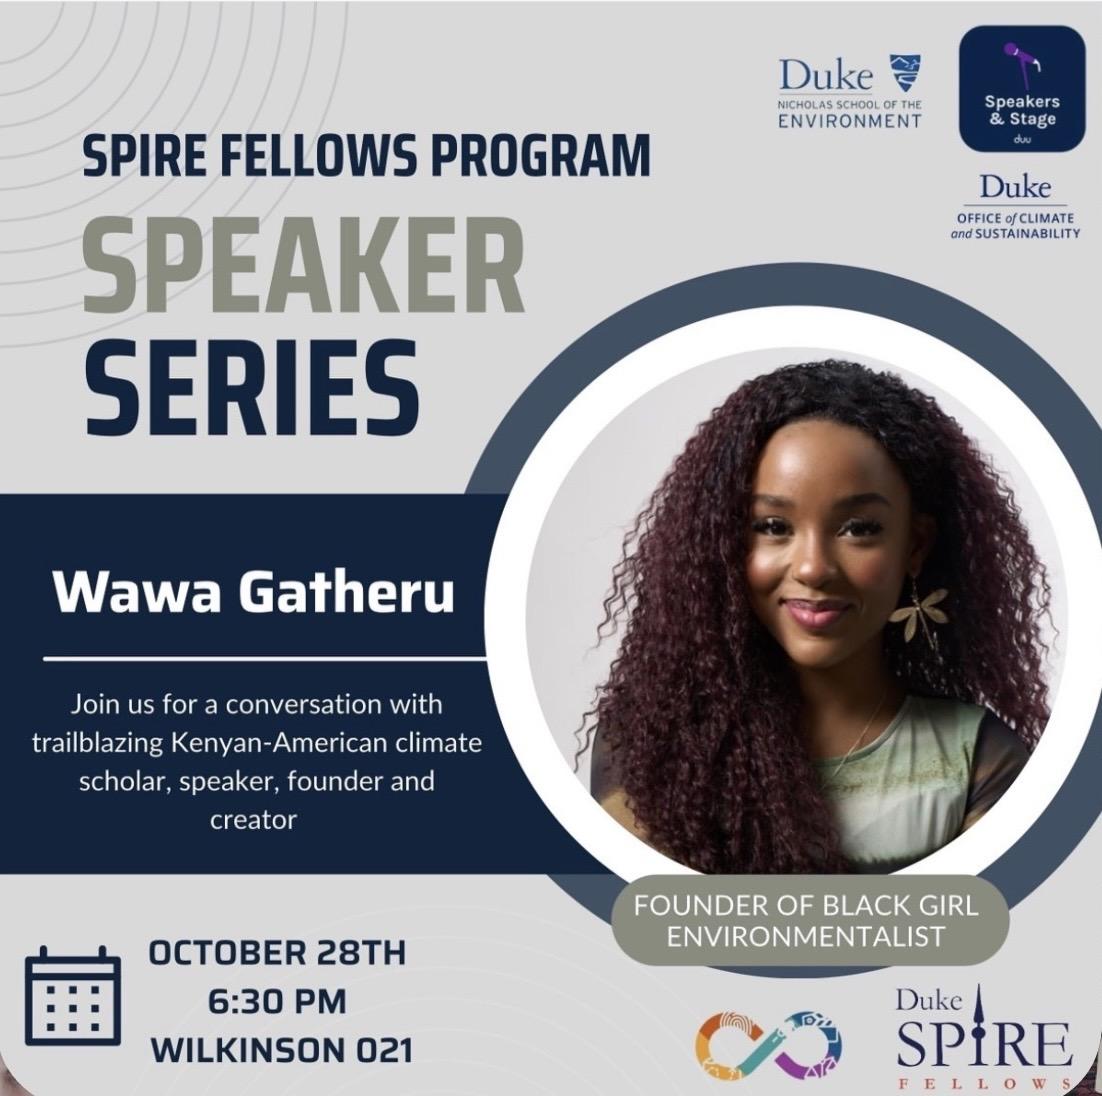 Duke
NICHOLAS SCHOOL OF THE
ENVIRONMENT
Speakers
& Stage
duu
Duke
OFFICE of CLIMATE
and SUSTAINABILITY
SPIRE FELLOWS PROGRAM
SPEAKER
SERIES
Wawa Gatheru
Join us for a conversation with
trailblazing Kenyan-American climate
scholar, speaker, founder and
creator
FOUNDER OF BLACK GIRL
ENVIRONMENTALIST
OCTOBER 28TH
6:30 PM
WILKINSON 021
Duke
SPIRE
FELLOWS